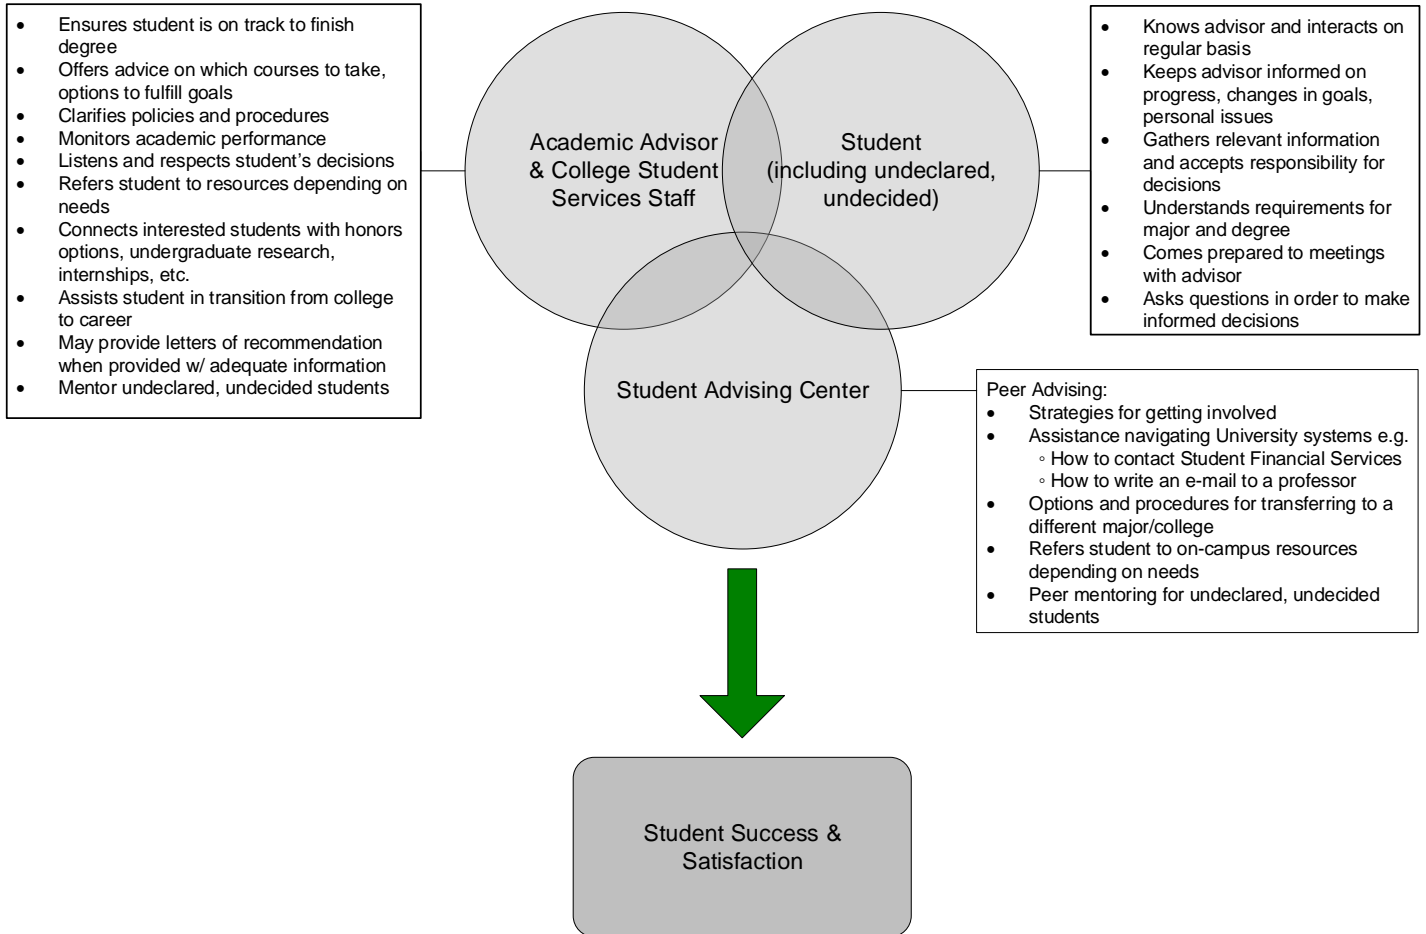 • Ensures student is on track to finish
degree
• Offers advice on which courses to take,
options to fulfill goals
• Clarifies policies and procedures
• Monitors academic performance
• Listens and respects student’s decisions
• Refers student to resources depending on
needs
• Connects interested students with honors
options, undergraduate research,
internships, etc.
• Assists student in transition from college
to career
• May provide letters of recommendation
when provided w/ adequate information
• Mentor undeclared, undecided students
Academic Advisor
& College Student
Services Staff
Student
(including undeclared,
undecided)
• Knows advisor and interacts on
regular basis
• Keeps advisor informed on
progress, changes in goals,
personal issues
• Gathers relevant information
and accepts responsibility for
decisions
• Understands requirements for
major and degree
• Comes prepared to meetings
with advisor
• Asks questions in order to make
informed decisions
Student Advising Center
Peer Advising:
• Strategies for getting involved
• Assistance navigating University systems e.g.
◦ How to contact Student Financial Services
◦ How to write an e-mail to a professor
• Options and procedures for transferring to a
different major/college
• Refers student to on-campus resources
depending on needs
• Peer mentoring for undeclared, undecided
students
Student Success &
Satisfaction